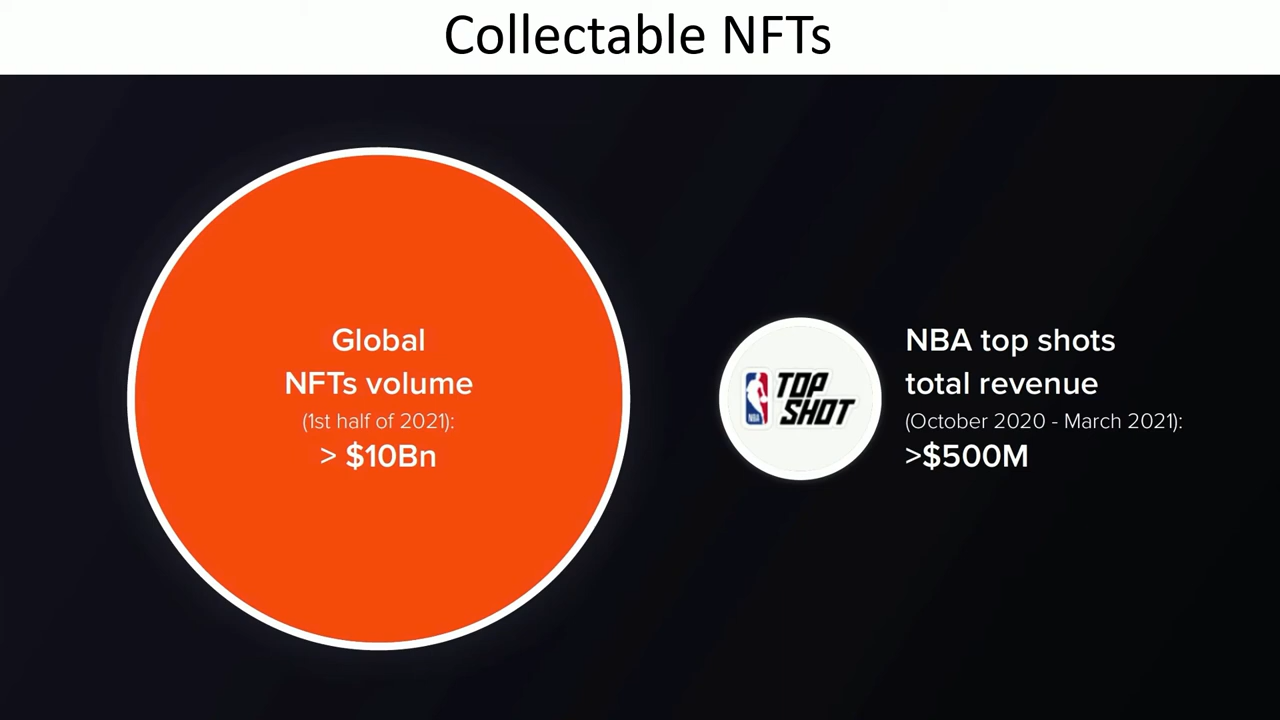 Collectable NFTs
Global
NFTs volume
(1st half of 2021):
> $10Bn
NBA
TOP
SHOT
NBA top shots
total revenue
(October 2020 - March 2021):
>$500M